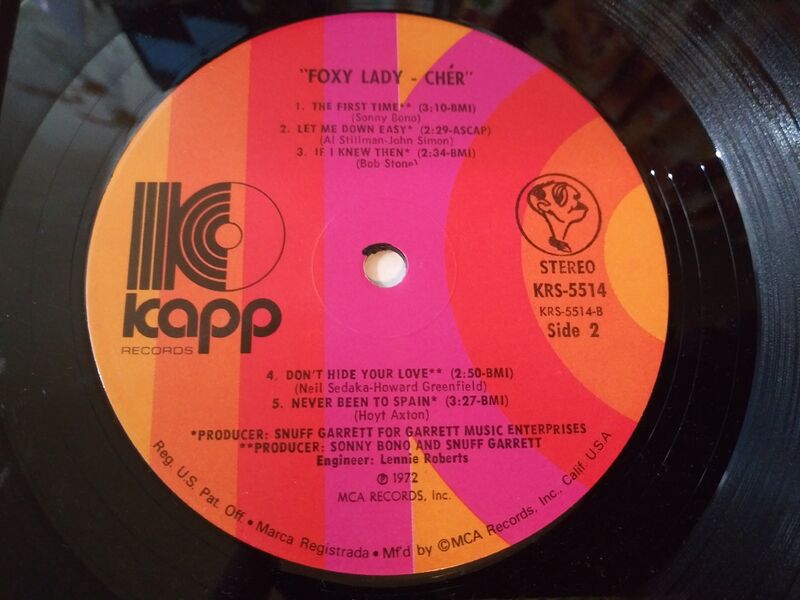 "FOXY LADY - CHÉR"
1. THE FIRST TIME** (3:10-BMI)
(Sonny Bono)
2. LET ME DOWN EASY* (2:29-ASCAP)
(Al Stillman-John Simon)
3. IF I KNEW THEN* (2:34-BMI)
(Bob Stone)
kapp
RECORDS
STEREO
KRS-5514
KRS-5514-B
Side 2
4. DON'T HIDE YOUR LOVE** (2:50-BMI)
(Neil Sedaka-Howard Greenfield)
5. NEVER BEEN TO SPAIN* (3:27-BMI)
(Hoyt Axton)
*PRODUCER: SNUFF GARRETT FOR GARRETT MUSIC ENTERPRISES
**PRODUCER: SONNY BONO AND SNUFF GARRETT
Engineer: Lennie Roberts
℗ 1972
MCA RECORDS, Inc.
Reg. U.S. Pat. Off. • Marca Registrada • Mf'd by ©MCA Records, Inc., Calif. U.S.A